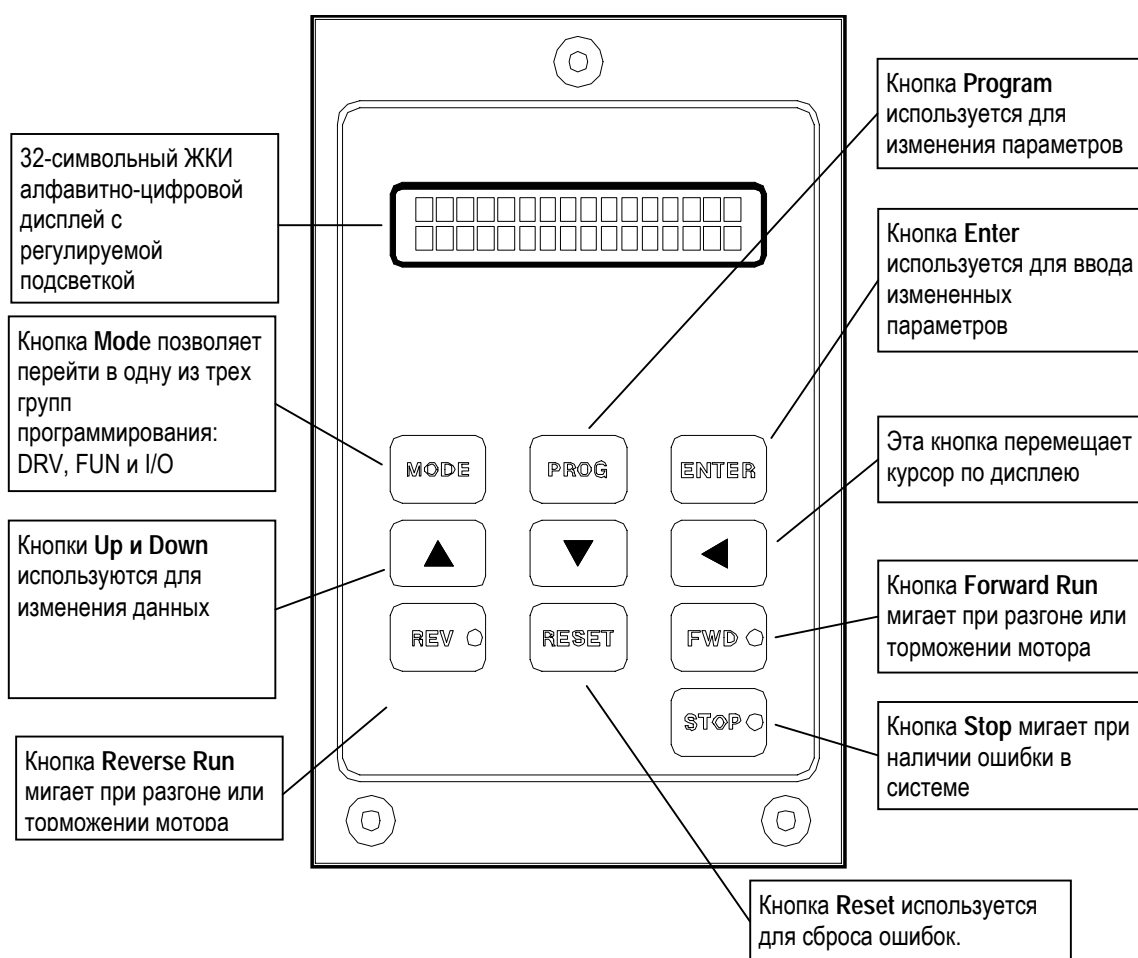 32-символьный ЖКИ
алфавитно-цифровой
дисплей с
регулируемой
подсветкой
Кнопка Mode позволяет
перейти в одну из трех
групп
программирования:
DRV, FUN и I/O
Кнопки Up и Down
используются для
изменения данных
Кнопка Reverse Run
мигает при разгоне или
торможении мотора
MODE
PROG
ENTER
REV
RESET
FWD
STOP
Кнопка Program
используется для
изменения параметров
Кнопка Enter
используется для ввода
измененных
параметров
Эта кнопка перемещает
курсор по дисплею
Кнопка Forward Run
мигает при разгоне или
торможении мотора
Кнопка Stop мигает при
наличии ошибки в
системе
Кнопка Reset используется
для сброса ошибок.